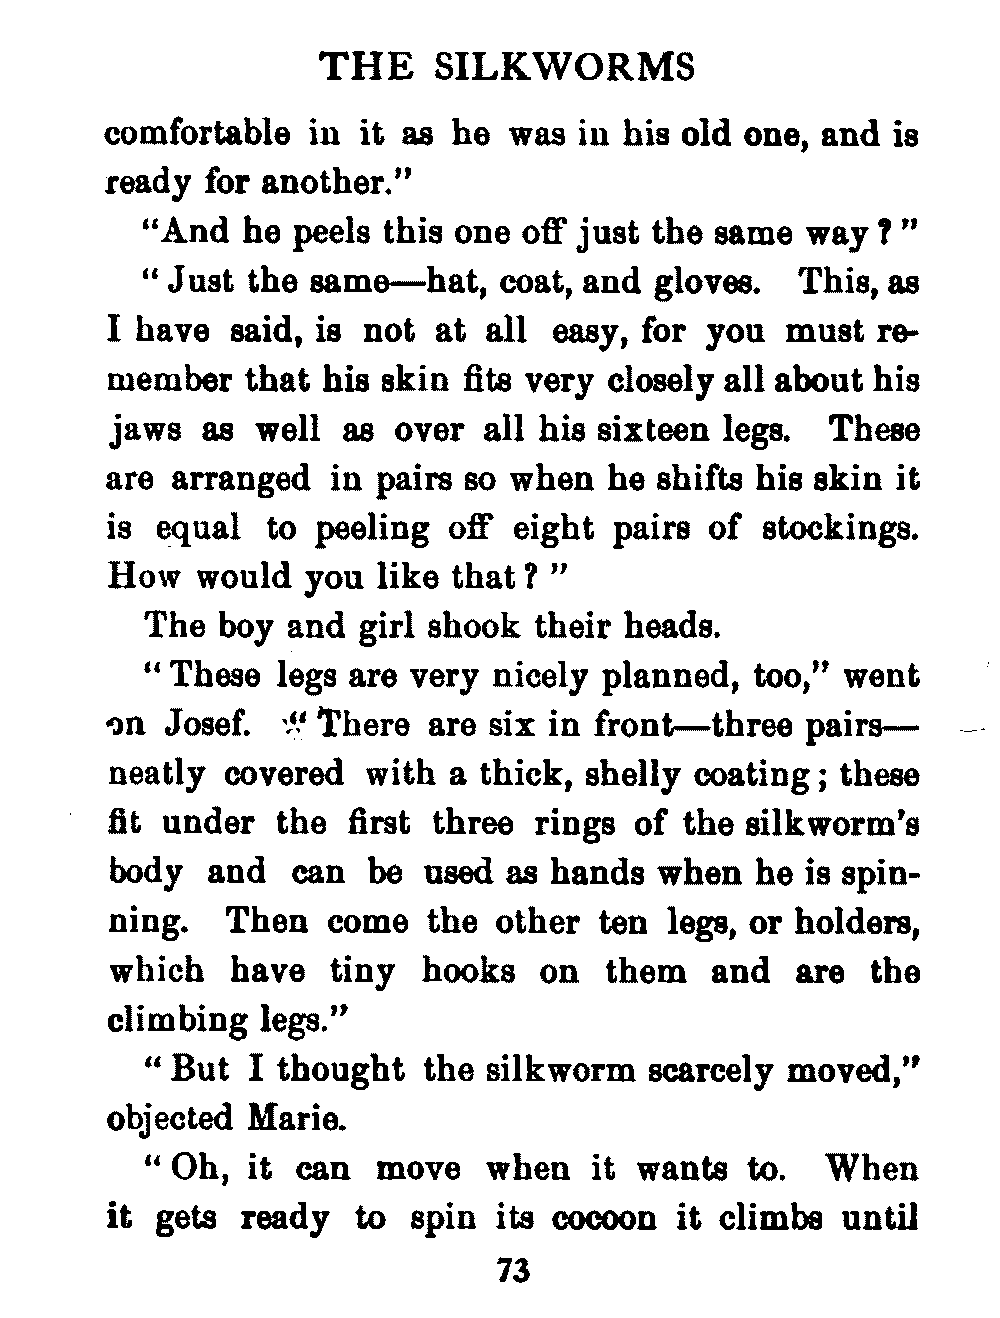 THE SILKWORMS
comfortable in it as he was in his old one, and is
ready for another."
"And he peels this one off just the same way?"
"Just the same—hat, coat, and gloves. This, as
I have said, is not at all easy, for you must re-
member that his skin fits very closely all about his
jaws as well as over all his sixteen legs. These
are arranged in pairs so when he shifts his skin it
is equal to peeling off eight pairs of stockings.
How would you like that?"
The boy and girl shook their heads.
"These legs are very nicely planned, too," went
on Josef. "There are six in front—three pairs—
neatly covered with a thick, shelly coating; these
fit under the first three rings of the silkworm's
body and can be used as hands when he is spin-
ning. Then come the other ten legs, or holders,
which have tiny hooks on them and are the
climbing legs."
"But I thought the silkworm scarcely moved,"
objected Marie.
"Oh, it can move when it wants to. When
it gets ready to spin its cocoon it climbs until
73